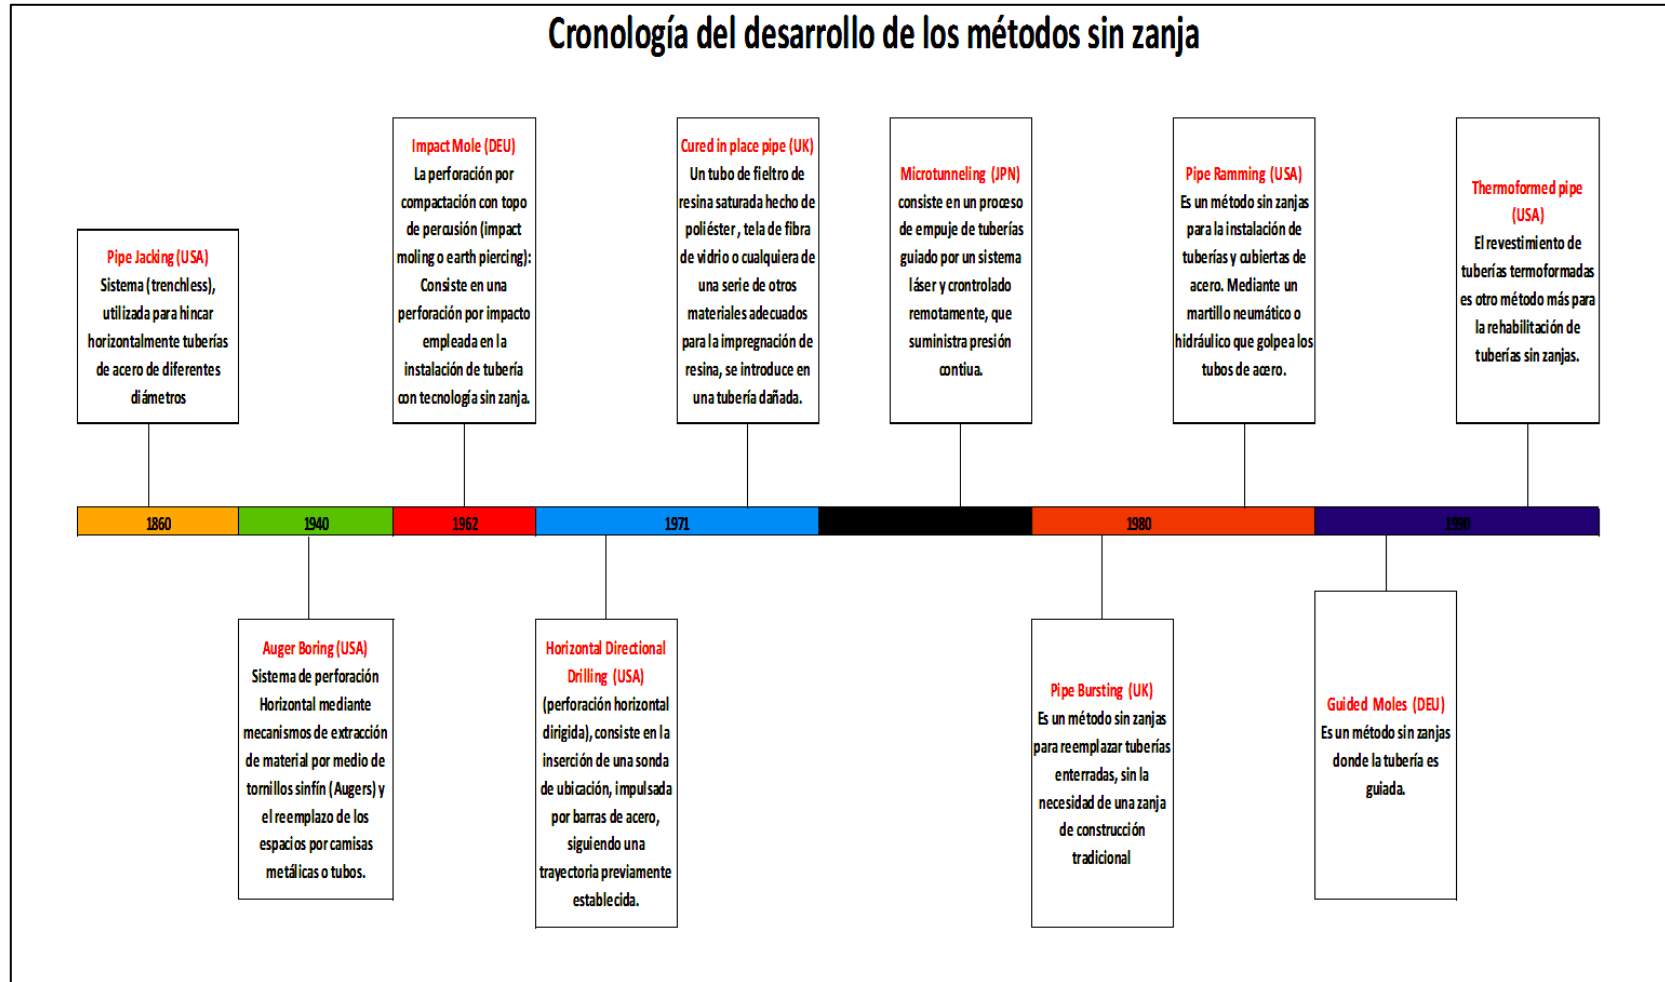 Cronología del desarrollo de los métodos sin zanja
Pipe Jacking (USA)
Sistema (trenchless),
utilizada para hincar
horizontalmente tuberías
de acero de diferentes
diámetros
Impact Mole (DEU)
La perforación por
compactación con topo
de percusión (impact
moling o earth piercing):
Consiste en una
perforación por impacto
empleada en la
instalación de tubería
con tecnología sin zanja.
Cured in place pipe (UK)
Un tubo de fieltro de
resina saturada hecho de
poliéster , tela de fibra
de vidrio o cualquiera de
una serie de otros
materiales adecuados
para la impregnación de
resina, se introduce en
una tubería dañada.
Microtunneling (JPN)
consiste en un proceso
de empuje de tuberías
guiado por un sistema
láser y crontrolado
remotamente, que
suministra presión
contiua.
Pipe Ramming (USA)
Es un método sin zanjas
para la instalación de
tuberías y cubiertas de
acero. Mediante un
martillo neumático o
hidráulico que golpea los
tubos de acero.
Thermoformed pipe
(USA)
El revestimiento de
tuberías termoformadas
es otro método más para
la rehabilitación de
tuberías sin zanjas.
1860
1940
1962
1971
1980
1990
Auger Boring (USA)
Sistema de perforación
Horizontal mediante
mecanismos de extracción
de material por medio de
tornillos sinfín (Augers) y
el reemplazo de los
espacios por camisas
metálicas o tubos.
Horizontal Directional
Drilling (USA)
(perforación horizontal
dirigida), consiste en la
inserción de una sonda
de ubicación, impulsada
por barras de acero,
siguiendo una
trayectoria previamente
establecida.
Pipe Bursting (UK)
Es un método sin zanjas
para reemplazar tuberías
enterradas, sin la
necesidad de una zanja
de construcción
tradicional
Guided Moles (DEU)
Es un método sin zanjas
donde la tubería es
guiada.